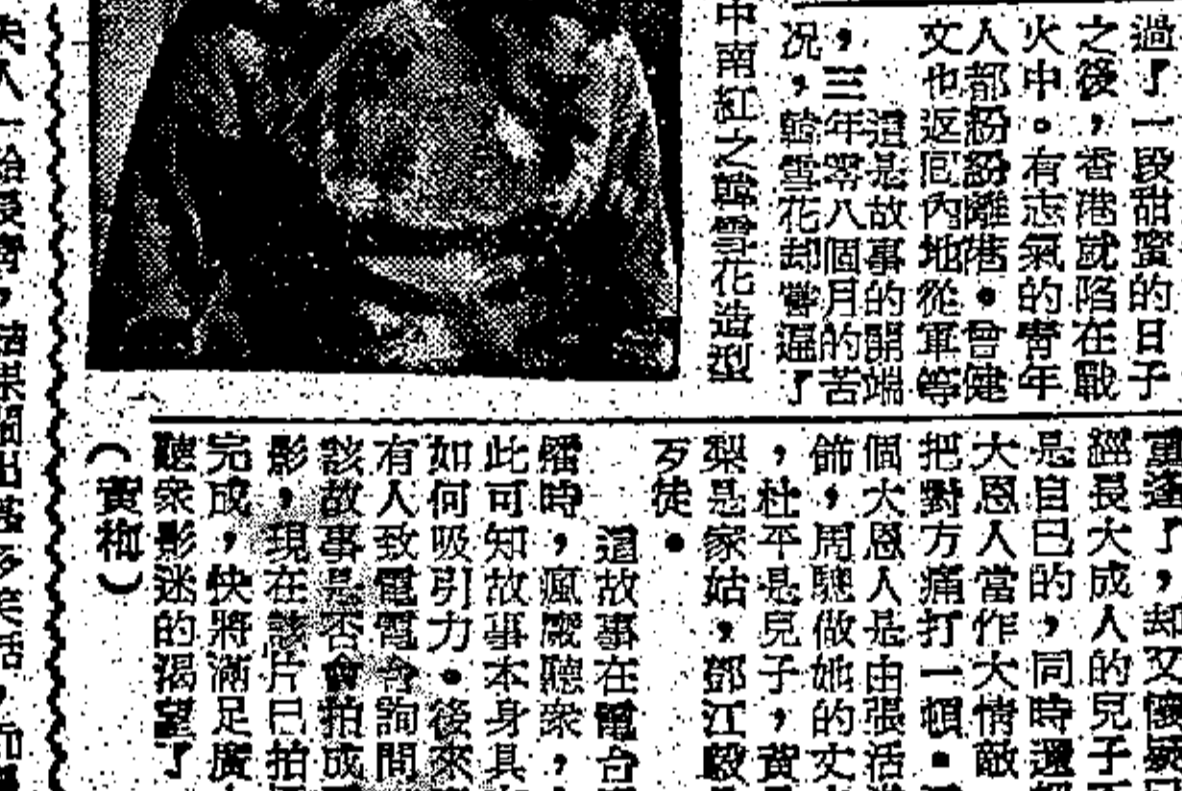 過了一段甜蜜的日子
之後，香港就陷在戰
火中。有志氣的青年
人都紛紛離港。曾健
文也返囘內地從軍等
這是故事的開端
，三年零八個月的苦
況，韓雪花却嘗逼了
中南紅之韓雪花造型
重逢了，却又懷疑
經長大成人的兒子不
是自己的，同時還
大恩人當作大情敵
把對方痛打一頓。
個大恩人是由張活游
飾，周驄做她的丈
，杜平是兒子，黃
梨是家姑，鄧江毅
歹徒。
這故事在電台
播時，瘋魔聽衆，
此可知故事本身具
如何吸引力。後來
有人致電電台詢問
該故事是否會拍成
影，現在該片已拍
完成，快將滿足廣
聽衆影迷的渴望了
（黃梅）